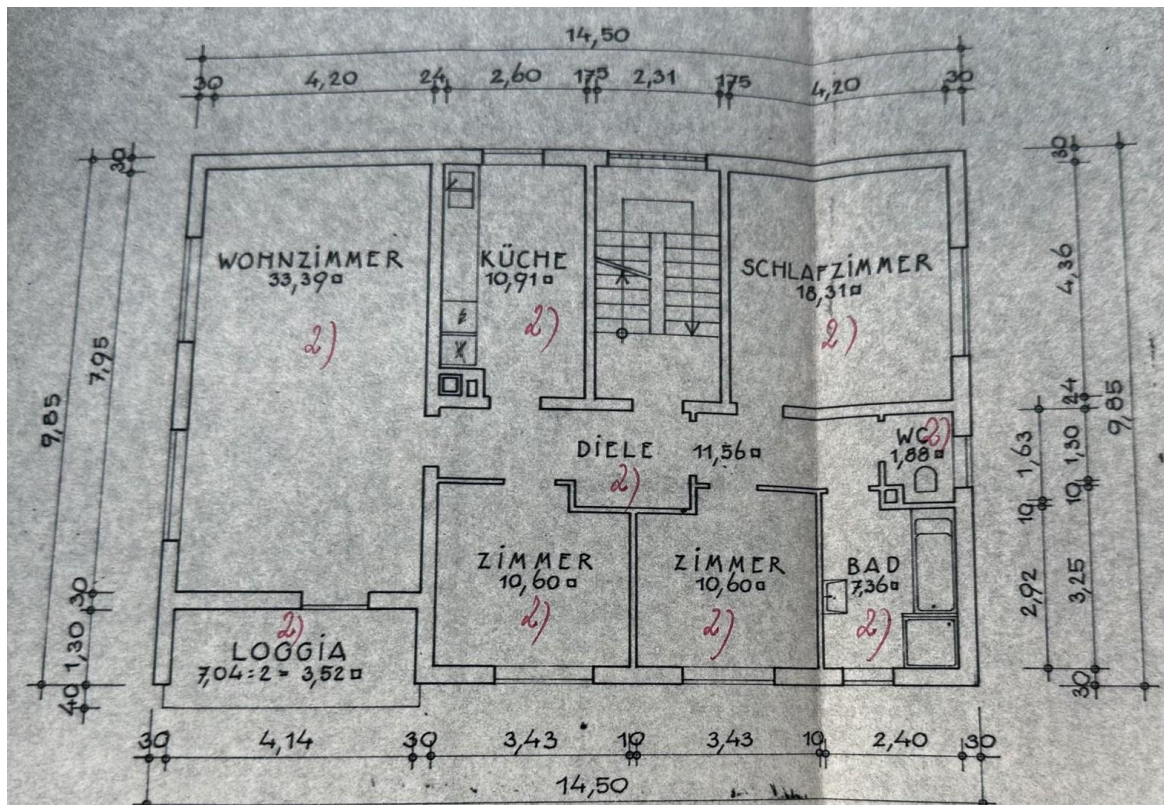 14,50
30 4,20 24 2,60 175 2,31 175 4,20 30
30
7,95
9,85
30
1,30
40
30
4,36
24
9,85
1,63
1,30
10
10
2,92
3,25
30
WOHNZIMMER
33,39
2)
KÜCHE
10,91
2)
SCHLAFZIMMER
18,31
2)
DIELE 11,56
2)
WC
1,88
2)
ZIMMER
10,60
2)
ZIMMER
10,60
2)
BAD
7,36
2)
2)
LOGGIA
7,04:2 = 3,52
30 4,14 30 3,43 10 3,43 10 2,40 30
14,50